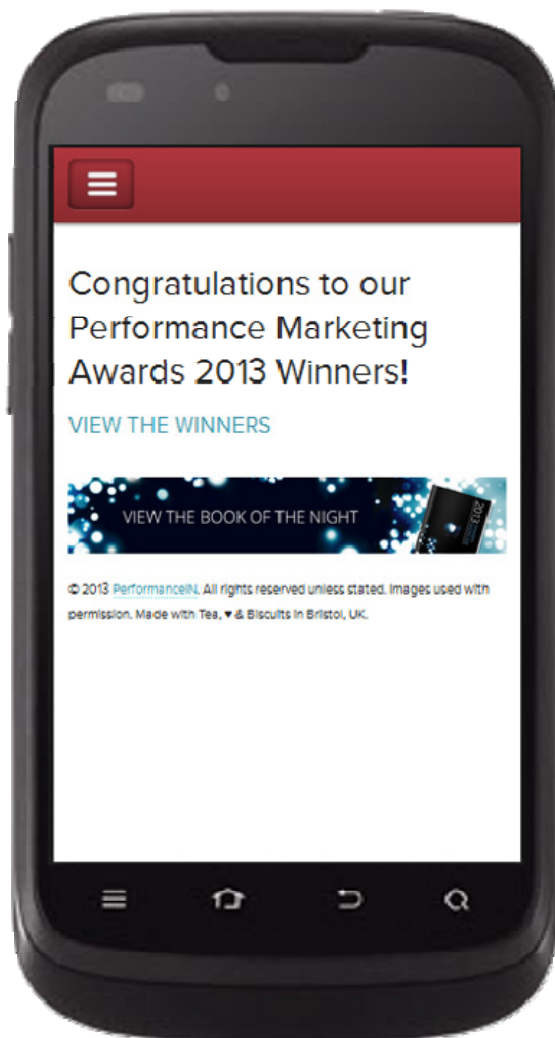 Congratulations to our
Performance Marketing
Awards 2013 Winners!
VIEW THE WINNERS
VIEW THE BOOK OF THE NIGHT
2013
© 2013 PerformanceIN. All rights reserved unless stated. Images used with
permission. Made with Tea, ♥ & Biscuits in Bristol, UK.